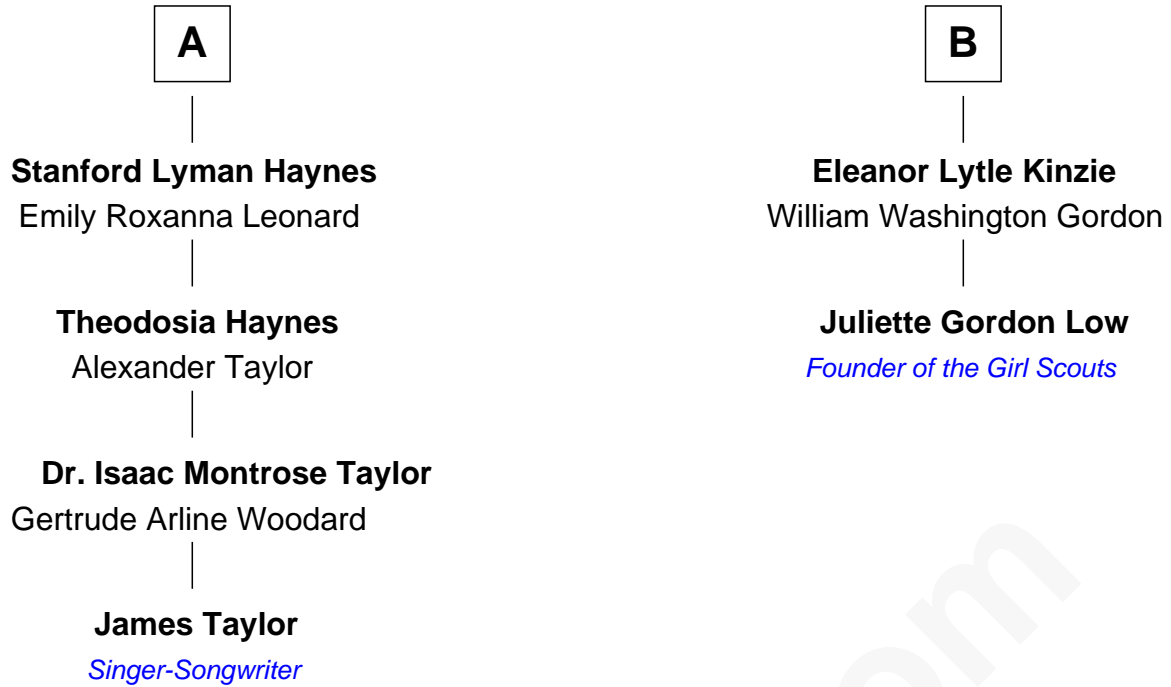 A
Stanford Lyman Haynes
Emily Roxanna Leonard
Theodosia Haynes
Alexander Taylor
Dr. Isaac Montrose Taylor
Gertrude Arline Woodard
James Taylor
Singer-Songwriter
B
Eleanor Lytle Kinzie
William Washington Gordon
Juliette Gordon Low
Founder of the Girl Scouts
om